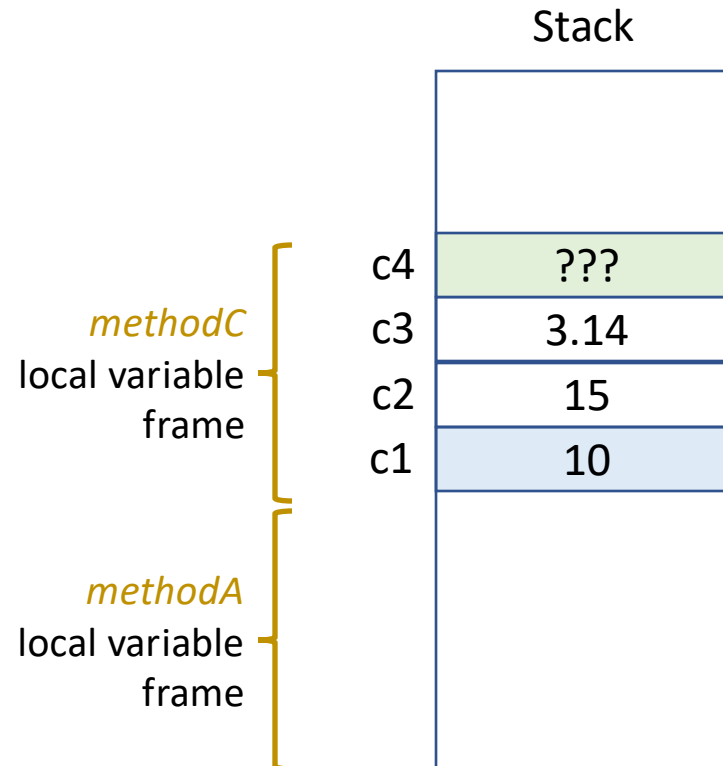 Stack
c4 ???
methodC
local variable
frame
c3 3.14
c2 15
c1 10
methodA
local variable
frame